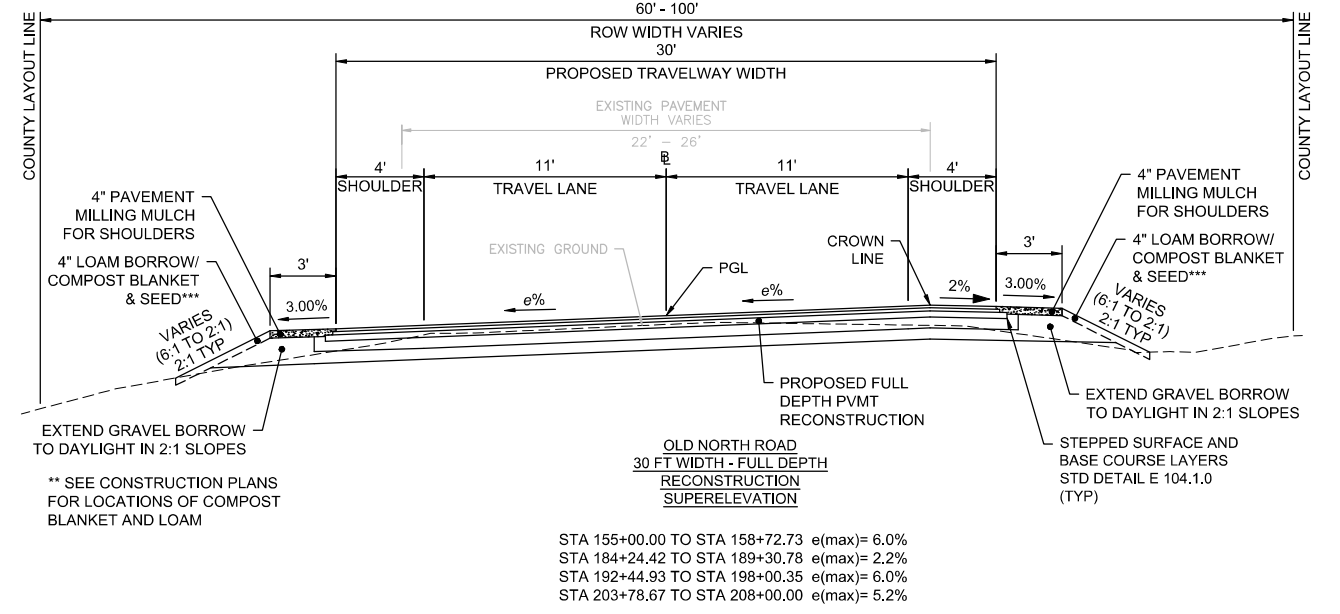 60' - 100'
ROW WIDTH VARIES
30'
PROPOSED TRAVELWAY WIDTH
COUNTY LAYOUT LINE
COUNTY LAYOUT LINE
EXISTING PAVEMENT
WIDTH VARIES
22' - 26'
4'
SHOULDER
11'
TRAVEL LANE
11'
TRAVEL LANE
4'
SHOULDER
4" PAVEMENT
MILLING MULCH
FOR SHOULDERS
4" LOAM BORROW/
COMPOST BLANKET
& SEED***
VARIES
(6:1 TO 2:1)
2:1 TYP
3'
3.00%
EXISTING GROUND
e%
PGL
e%
CROWN
LINE
2%
3'
3.00%
4" PAVEMENT
MILLING MULCH
FOR SHOULDERS
4" LOAM BORROW/
COMPOST BLANKET
& SEED***
VARIES
(6:1 TO 2:1)
2:1 TYP
EXTEND GRAVEL BORROW
TO DAYLIGHT IN 2:1 SLOPES
** SEE CONSTRUCTION PLANS
FOR LOCATIONS OF COMPOST
BLANKET AND LOAM
PROPOSED FULL
DEPTH PVMT
RECONSTRUCTION
EXTEND GRAVEL BORROW
TO DAYLIGHT IN 2:1 SLOPES
STEPPED SURFACE AND
BASE COURSE LAYERS
STD DETAIL E 104.1.0
(TYP)
OLD NORTH ROAD
30 FT WIDTH - FULL DEPTH
RECONSTRUCTION
SUPERELEVATION
STA 155+00.00 TO STA 158+72.73 e(max)= 6.0%
STA 184+24.42 TO STA 189+30.78 e(max)= 2.2%
STA 192+44.93 TO STA 198+00.35 e(max)= 6.0%
STA 203+78.67 TO STA 208+00.00 e(max)= 5.2%